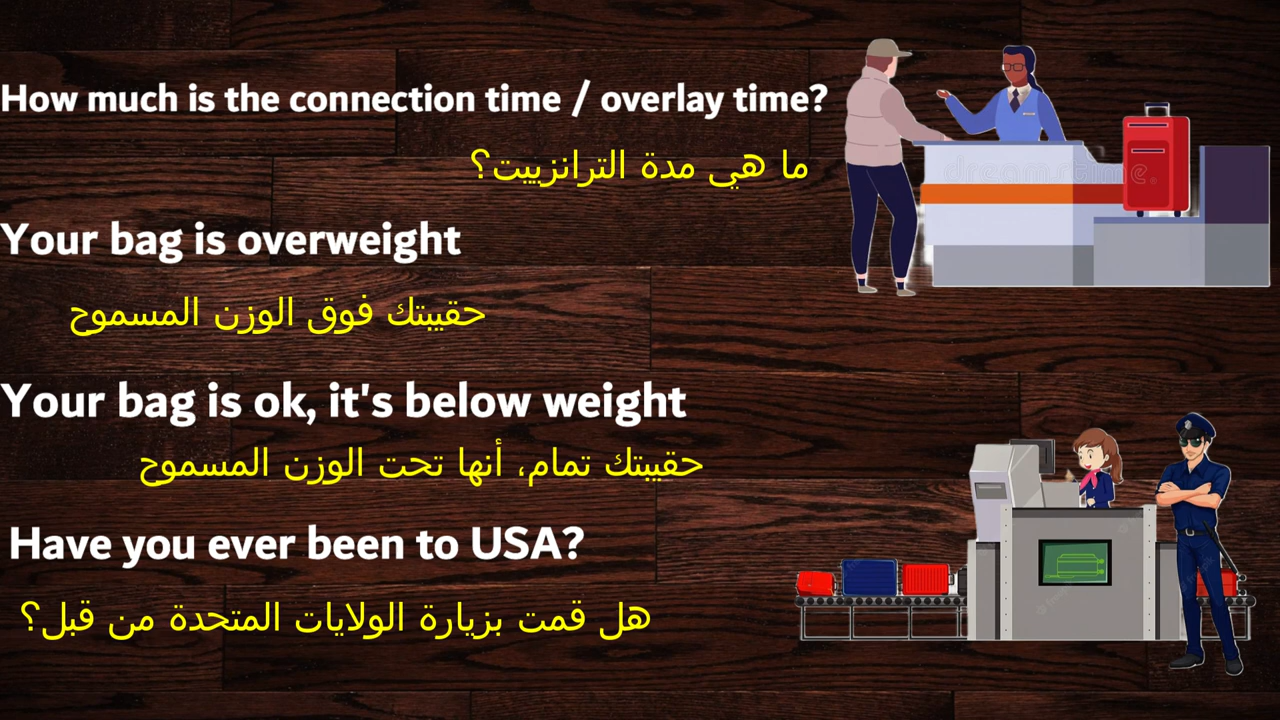 How much is the connection time / overlay time?
ما هي مدة الترانزييت؟
Your bag is overweight
حقيبتك فوق الوزن المسموح
Your bag is ok, it's below weight
حقيبتك تمام، أنها تحت الوزن المسموح
Have you ever been to USA?
هل قمت بزيارة الولايات المتحدة من قبل؟